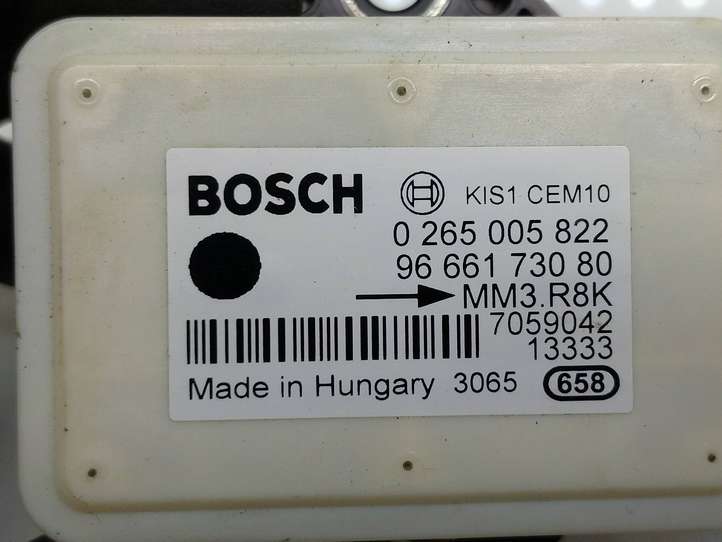 BOSCH KIS1 CEM10
0 265 005 822
96 661 730 80
MM3.R8K
7059042
13333
Made in Hungary 3065 658